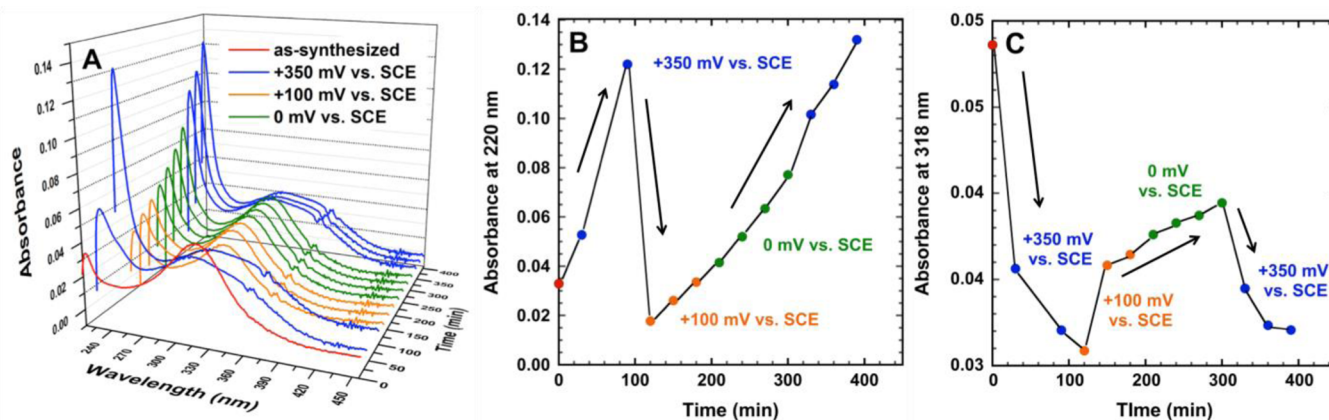 A
as-synthesized
+350 mV vs. SCE
+100 mV vs. SCE
0 mV vs. SCE
Absorbance
0.14
0.12
0.10
0.08
0.06
0.04
0.02
0.00
240
270
300
330
360
390
420
450
Wavelength (nm)
0
50
100
150
200
250
300
350
400
Time (min)
B
Absorbance at 220 nm
0.14
0.12
0.10
0.08
0.06
0.04
0.02
0.00
+350 mV vs. SCE
0 mV vs. SCE
+100 mV vs. SCE
0
100
200
300
400
Time (min)
C
Absorbance at 318 nm
0.05
0.05
0.04
0.04
0.03
0 mV
vs. SCE
+350 mV
vs. SCE
+350 mV
vs. SCE
+100 mV
vs. SCE
0
100
200
300
400
TIme (min)